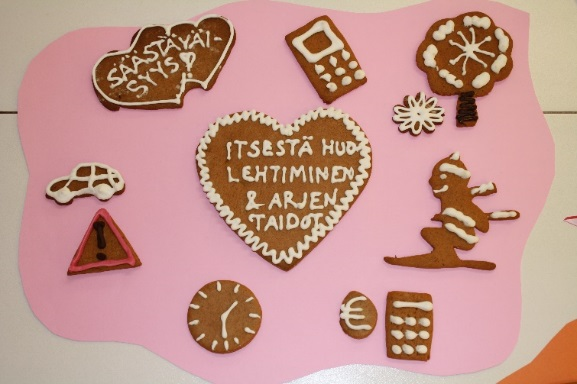 SÄÄSTÄVÄI-
SYYS!
ITSESTÄ HUO
LEHTIMINEN
& ARJEN
TAIDOT
!
€